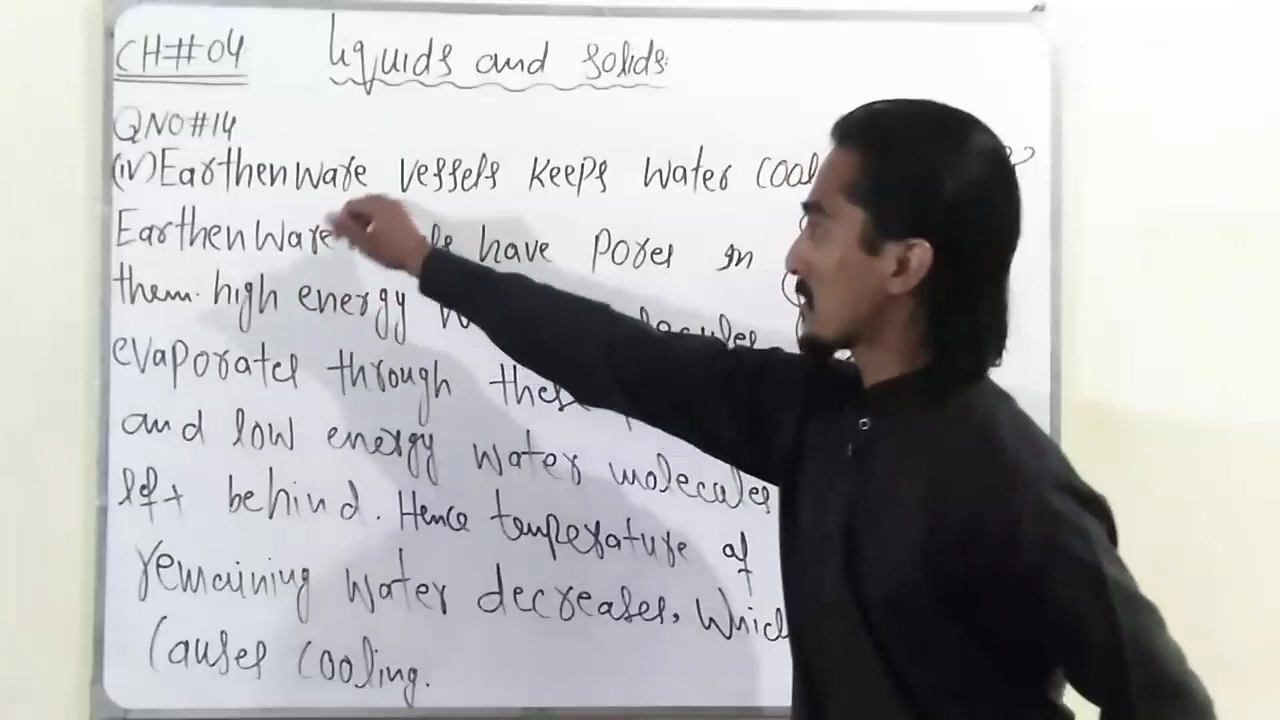 CH#04 Liquids and solids
QNO#14
(iv) Earthenware vessels keeps water cool ?
Earthenware have pores in
them. high energy
evaporates through these
and low energy water molecules
left behind. Hence temperature of
remaining water decreases, which
causes cooling.